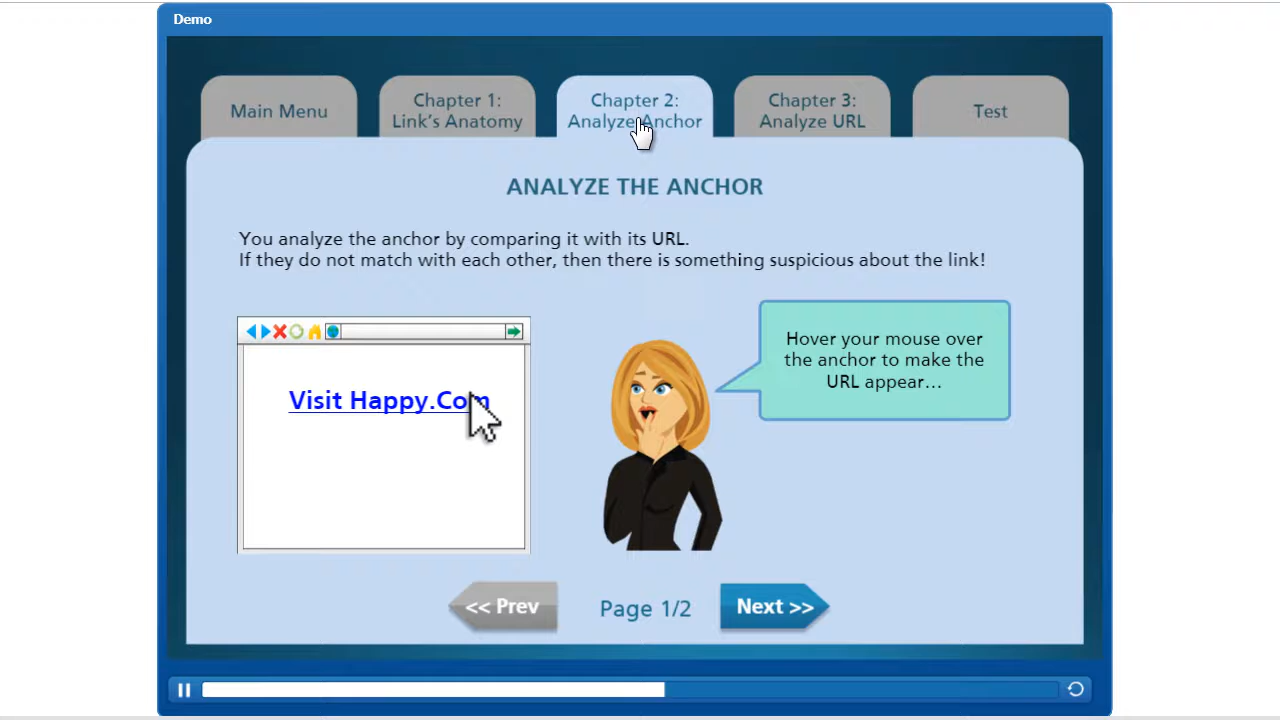 Demo
Main Menu
Chapter 1:
Link's Anatomy
Chapter 2:
Analyze Anchor
Chapter 3:
Analyze URL
Test
ANALYZE THE ANCHOR
You analyze the anchor by comparing it with its URL.
If they do not match with each other, then there is something suspicious about the link!
Visit Happy.Com
Hover your mouse over
the anchor to make the
URL appear...
<< Prev
Page 1/2
Next >>